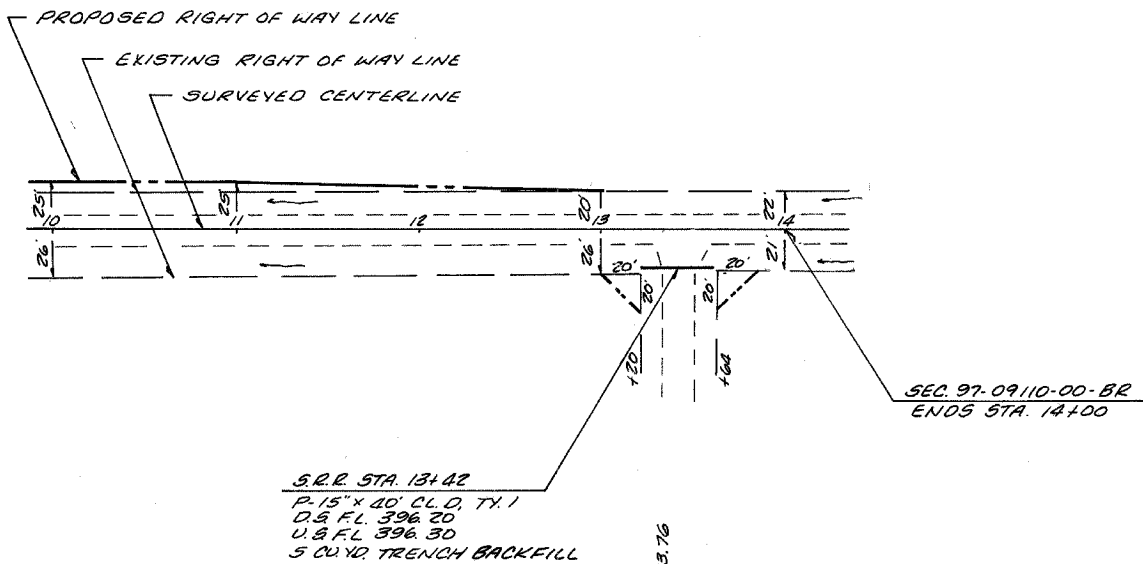 PROPOSED RIGHT OF WAY LINE
EXISTING RIGHT OF WAY LINE
SURVEYED CENTERLINE
25'
25'
20'
22'
10
11
12
13
14
26'
26'
21'
20'
20'
20'
20'
+20
+64
SEC. 97-09110-00-BR
ENDS STA. 14+00
S.R.R. STA. 13+42
P-15" x 40' CL. D, TY. 1
D.S. F.L. 396.20
U.S. F.L. 396.30
5 CU. YD. TRENCH BACKFILL
3.76